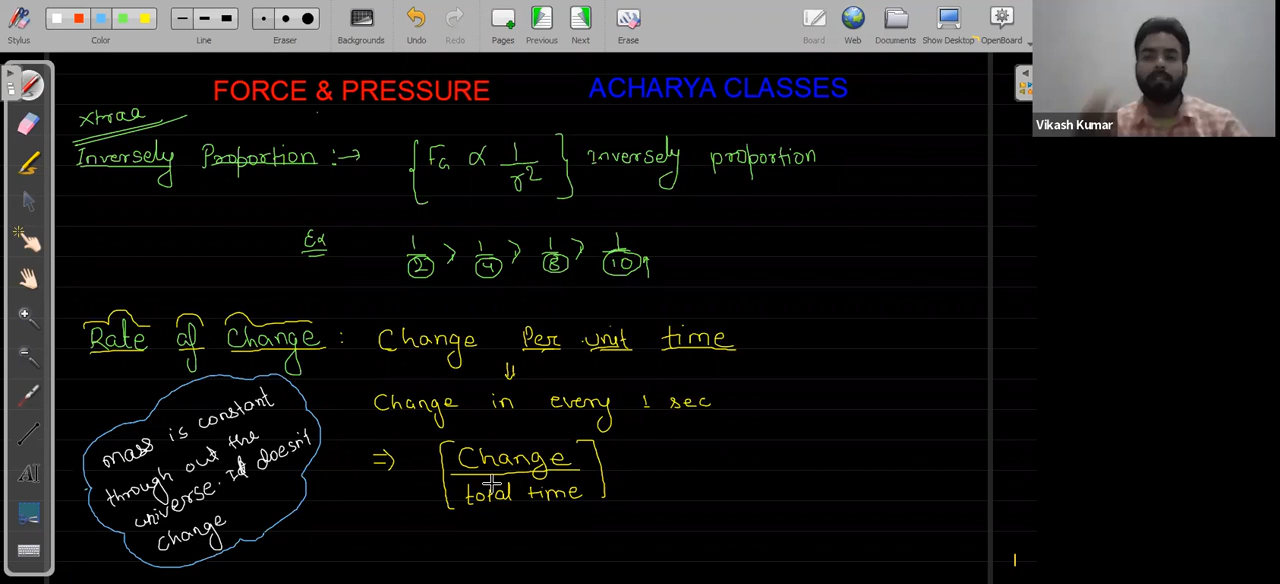 Stylus Color Line Eraser Backgrounds Undo Redo Pages Previous Next Erase Board Web Documents Show Desktop OpenBoard
FORCE & PRESSURE ACHARYA CLASSES
Vikash Kumar
Xtraa
Inversely Proportion :→ { FG ∝ 1/r² } Inversely proportion
Ex 1/2 > 1/4 > 1/8 > 1/10 ↑
Rate of Change : Change Per unit time
⇓
Change in every 1 sec
⇒ [ Change / total time ]
mass is constant
through out the
universe. It doesn't
change
AI
1